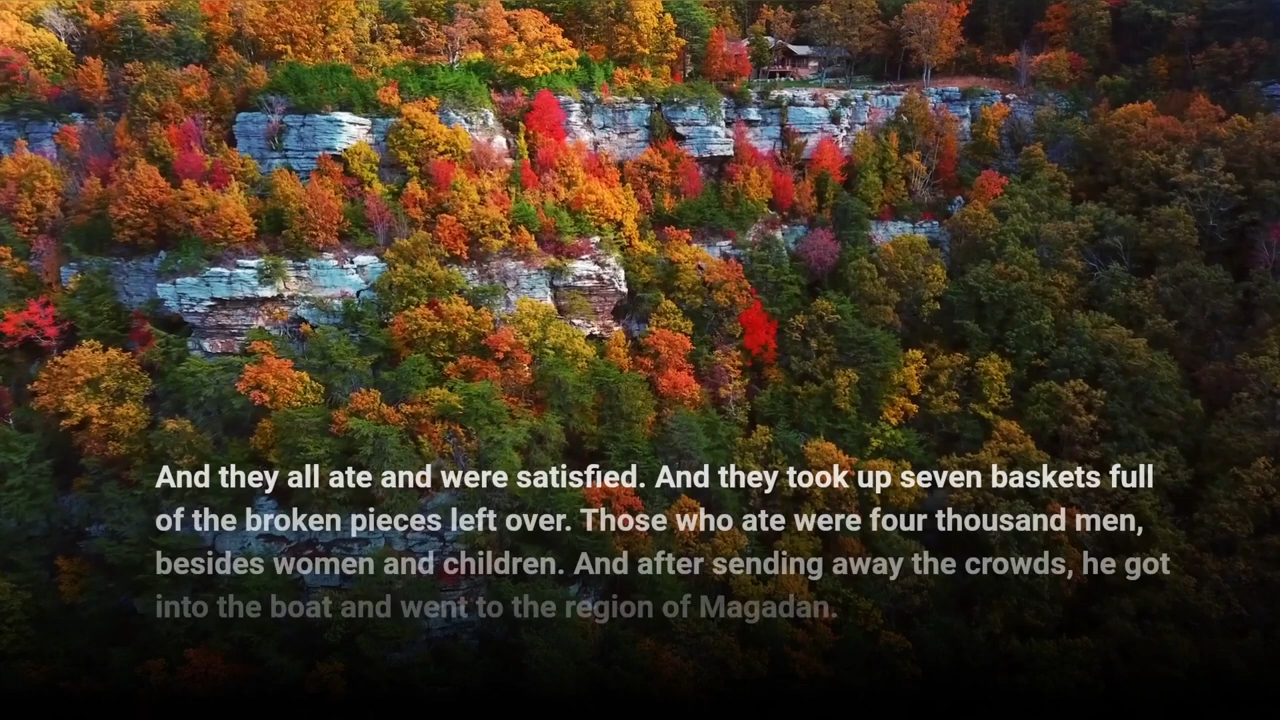 And they all ate and were satisfied. And they took up seven baskets full
of the broken pieces left over. Those who ate were four thousand men,
besides women and children. And after sending away the crowds, he got
into the boat and went to the region of Magadan.